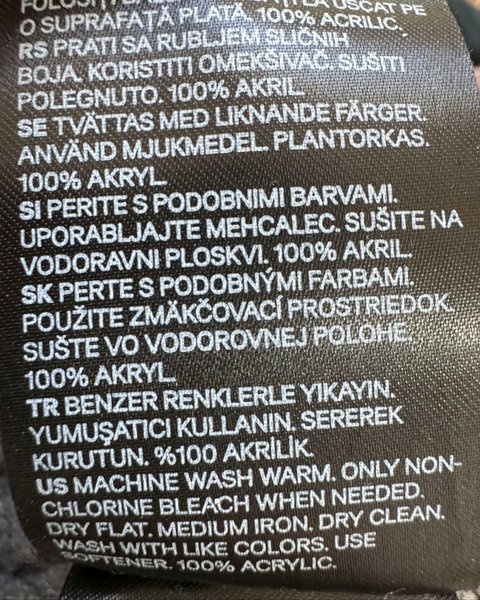 USCAT PE
O SUPRAFAȚĂ PLATĂ. 100% ACRILIC.
RS PRATI SA RUBLJEM SLIČNIH
BOJA. KORISTITI OMEKŠIVAČ. SUŠITI
POLEGNUTO. 100% AKRIL.
SE TVÄTTAS MED LIKNANDE FÄRGER.
ANVÄND MJUKMEDEL. PLANTORKAS.
100% AKRYL.
SI PERITE S PODOBNIMI BARVAMI.
UPORABLJAJTE MEHCALEC. SUŠITE NA
VODORAVNI PLOSKVI. 100% AKRIL.
SK PERTE S PODOBNÝMI FARBAMI.
POUŽITE ZMÄKČOVACÍ PROSTRIEDOK.
SUŠTE VO VODOROVNEJ POLOHE.
100% AKRYL.
TR BENZER RENKLERLE YIKAYIN.
YUMUŞATICI KULLANIN. SEREREK
KURUTUN. %100 AKRİLİK.
US MACHINE WASH WARM. ONLY NON-
CHLORINE BLEACH WHEN NEEDED.
DRY FLAT. MEDIUM IRON. DRY CLEAN.
WASH WITH LIKE COLORS. USE
SOFTENER. 100% ACRYLIC.